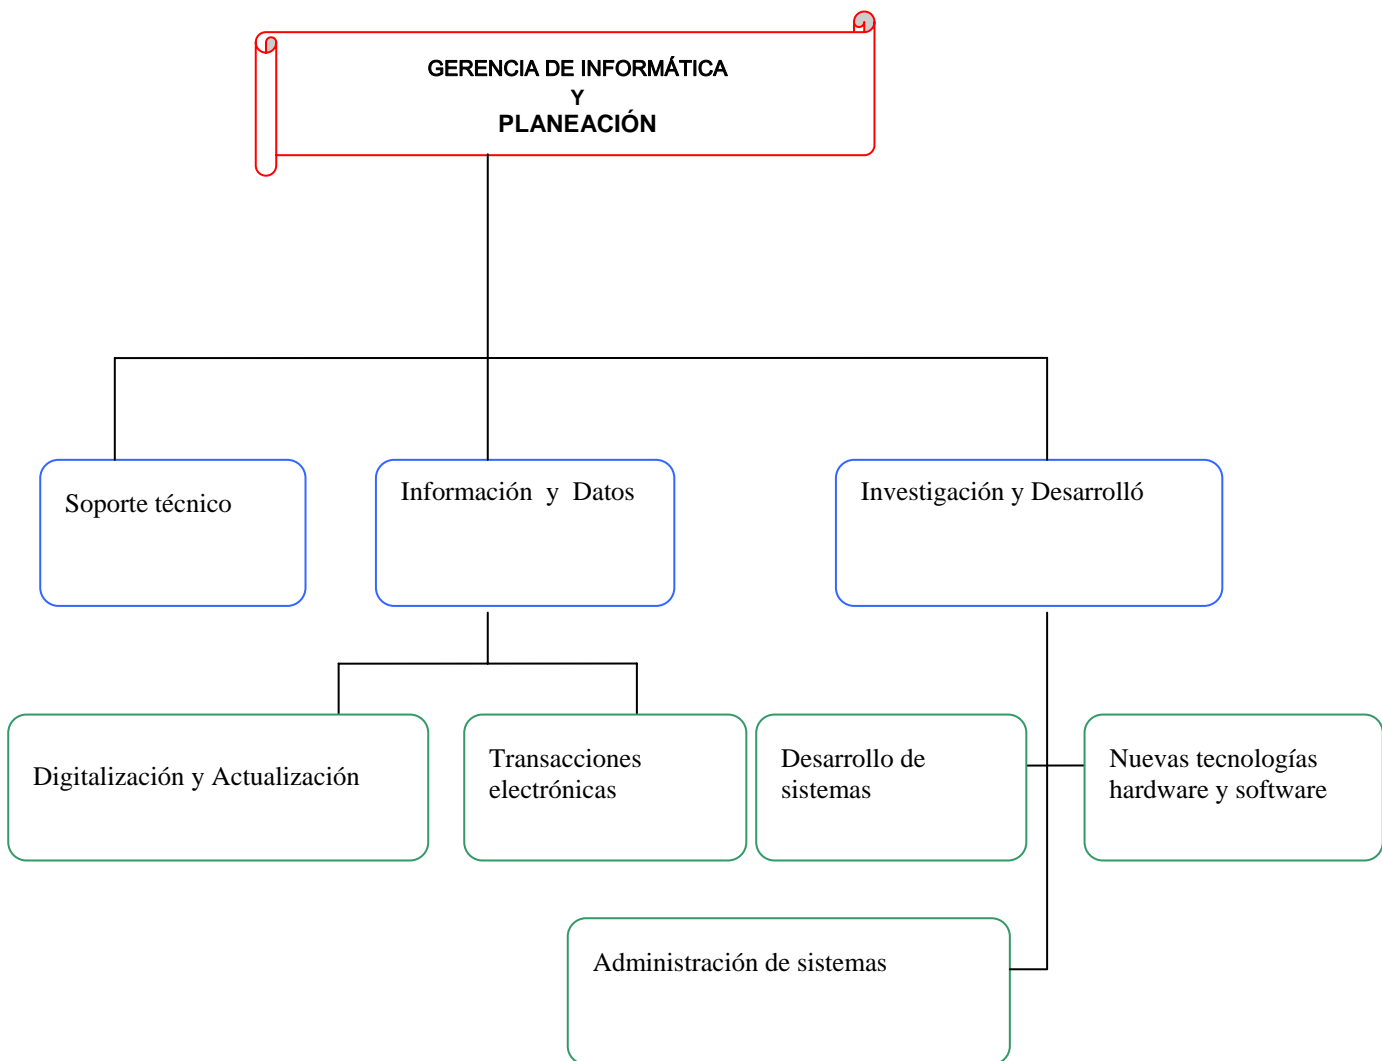 GERENCIA DE INFORMÁTICA
Y
PLANEACIÓN
Soporte técnico
Información y Datos
Investigación y Desarrolló
Digitalización y Actualización
Transacciones
electrónicas
Desarrollo de
sistemas
Nuevas tecnologías
hardware y software
Administración de sistemas